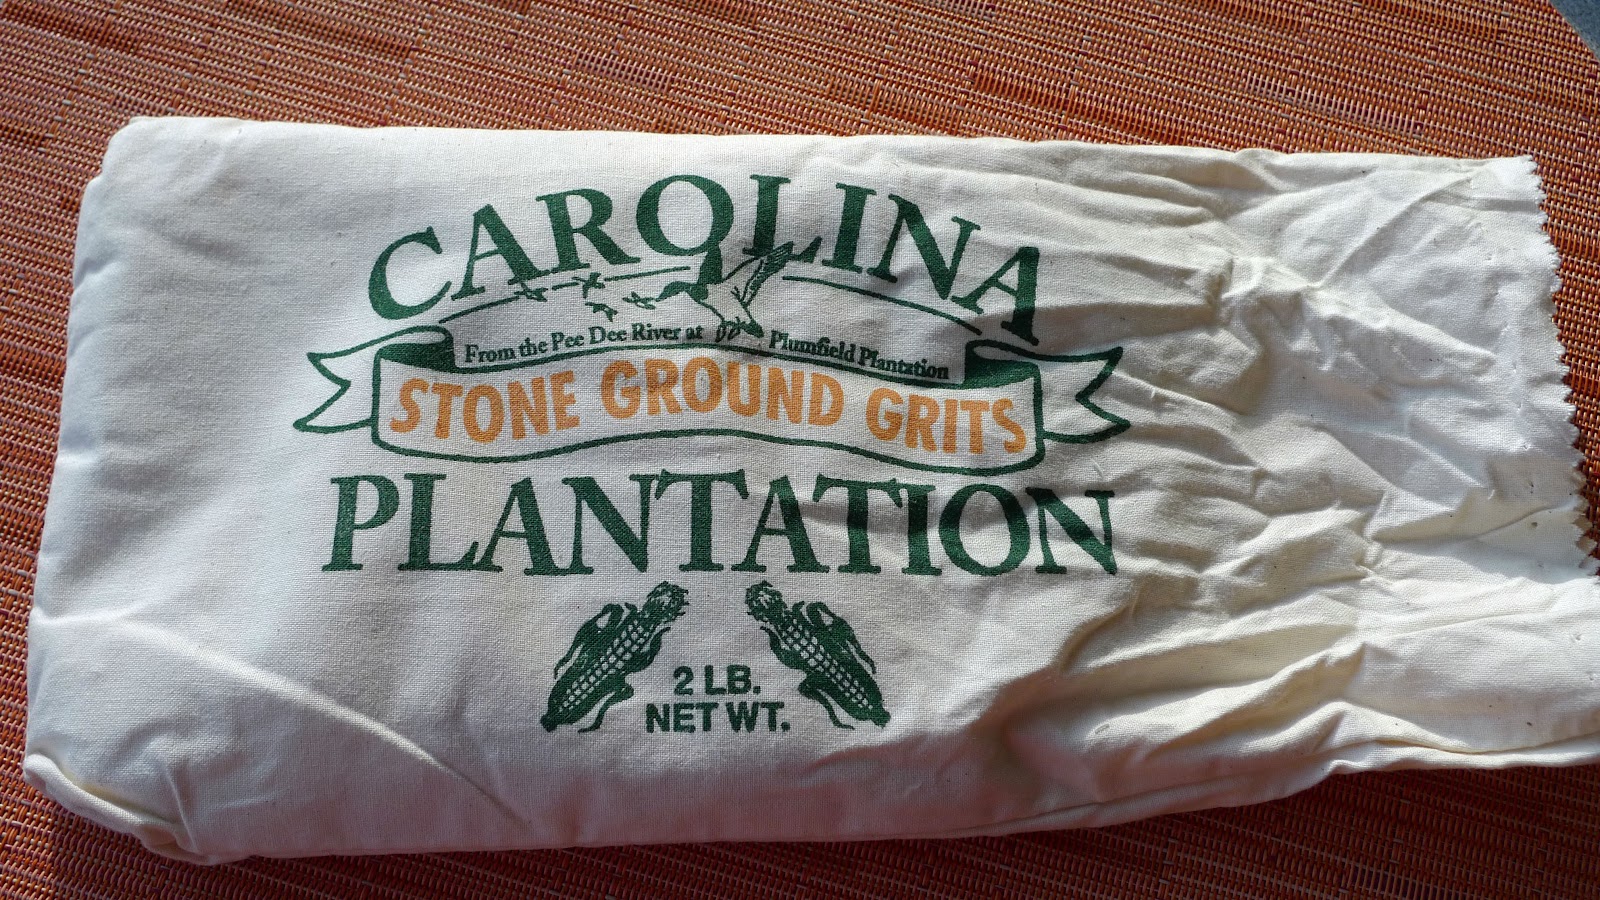 CAROLINA
From the Pee Dee River at Plumfield Plantation
STONE GROUND GRITS
PLANTATION
2 LB.
NET WT.